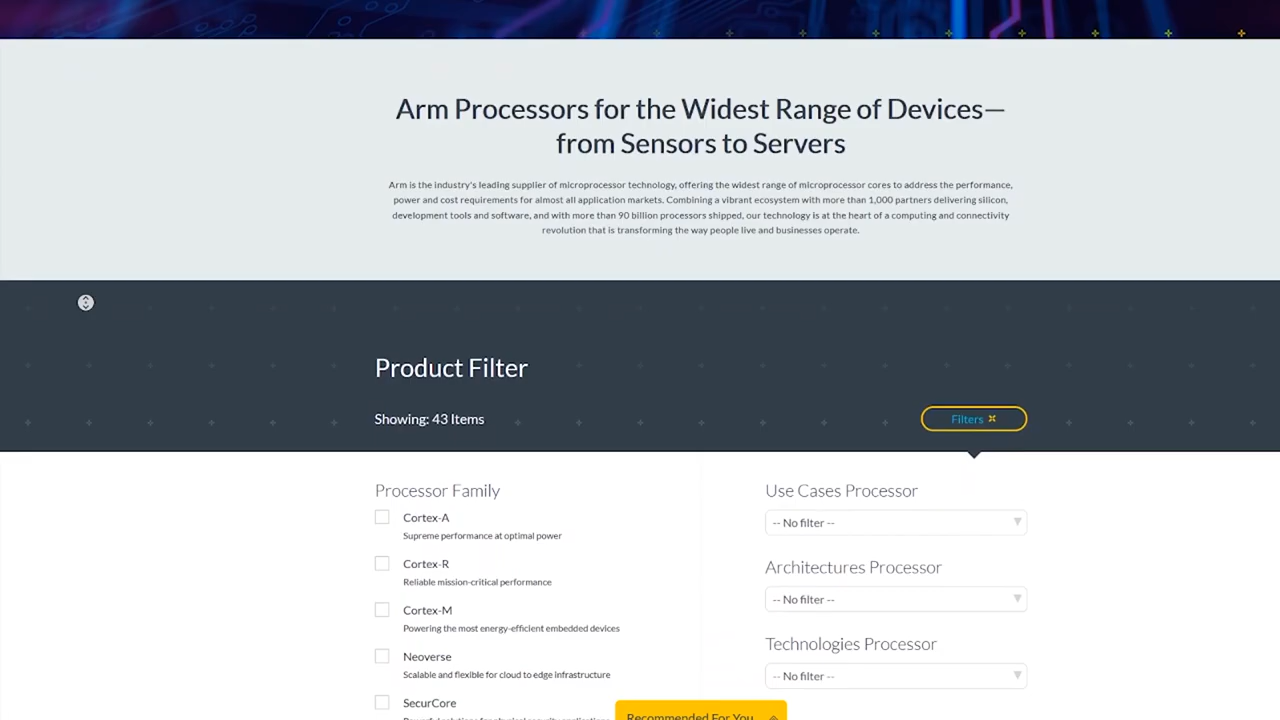 Arm Processors for the Widest Range of Devices—
from Sensors to Servers
Arm is the industry's leading supplier of microprocessor technology, offering the widest range of microprocessor cores to address the performance,
power and cost requirements for almost all application markets. Combining a vibrant ecosystem with more than 1,000 partners delivering silicon,
development tools and software, and with more than 90 billion processors shipped, our technology is at the heart of a computing and connectivity
revolution that is transforming the way people live and businesses operate.
Product Filter
Showing: 43 Items
Filters
Processor Family
Cortex-A
Supreme performance at optimal power
Cortex-R
Reliable mission-critical performance
Cortex-M
Powering the most energy-efficient embedded devices
Neoverse
Scalable and flexible for cloud to edge infrastructure
SecurCore
Powerful solutions for physical security applications
Use Cases Processor
-- No filter --
Architectures Processor
-- No filter --
Technologies Processor
-- No filter --
Recommended For You